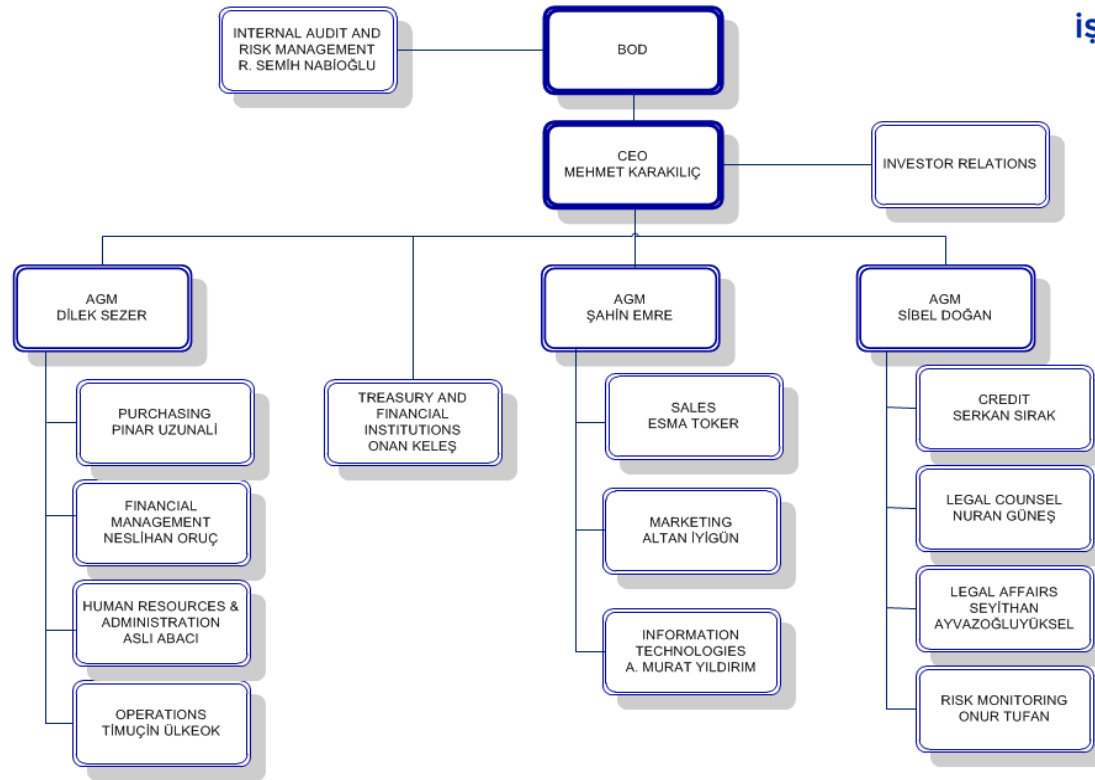 INTERNAL AUDIT AND
RISK MANAGEMENT
R. SEMİH NABİOĞLU
BOD
iş
CEO
MEHMET KARAKILIÇ
INVESTOR RELATIONS
AGM
DİLEK SEZER
AGM
ŞAHİN EMRE
AGM
SİBEL DOĞAN
PURCHASING
PINAR UZUNALİ
FINANCIAL
MANAGEMENT
NESLİHAN ORUÇ
HUMAN RESOURCES &
ADMINISTRATION
ASLI ABACI
OPERATIONS
TİMUÇİN ÜLKEOK
TREASURY AND
FINANCIAL
INSTITUTIONS
ONAN KELEŞ
SALES
ESMA TOKER
MARKETING
ALTAN İYİGÜN
INFORMATION
TECHNOLOGIES
A. MURAT YILDIRIM
CREDIT
SERKAN SIRAK
LEGAL COUNSEL
NURAN GÜNEŞ
LEGAL AFFAIRS
SEYİTHAN
AYVAZOĞLUYÜKSEL
RISK MONITORING
ONUR TUFAN